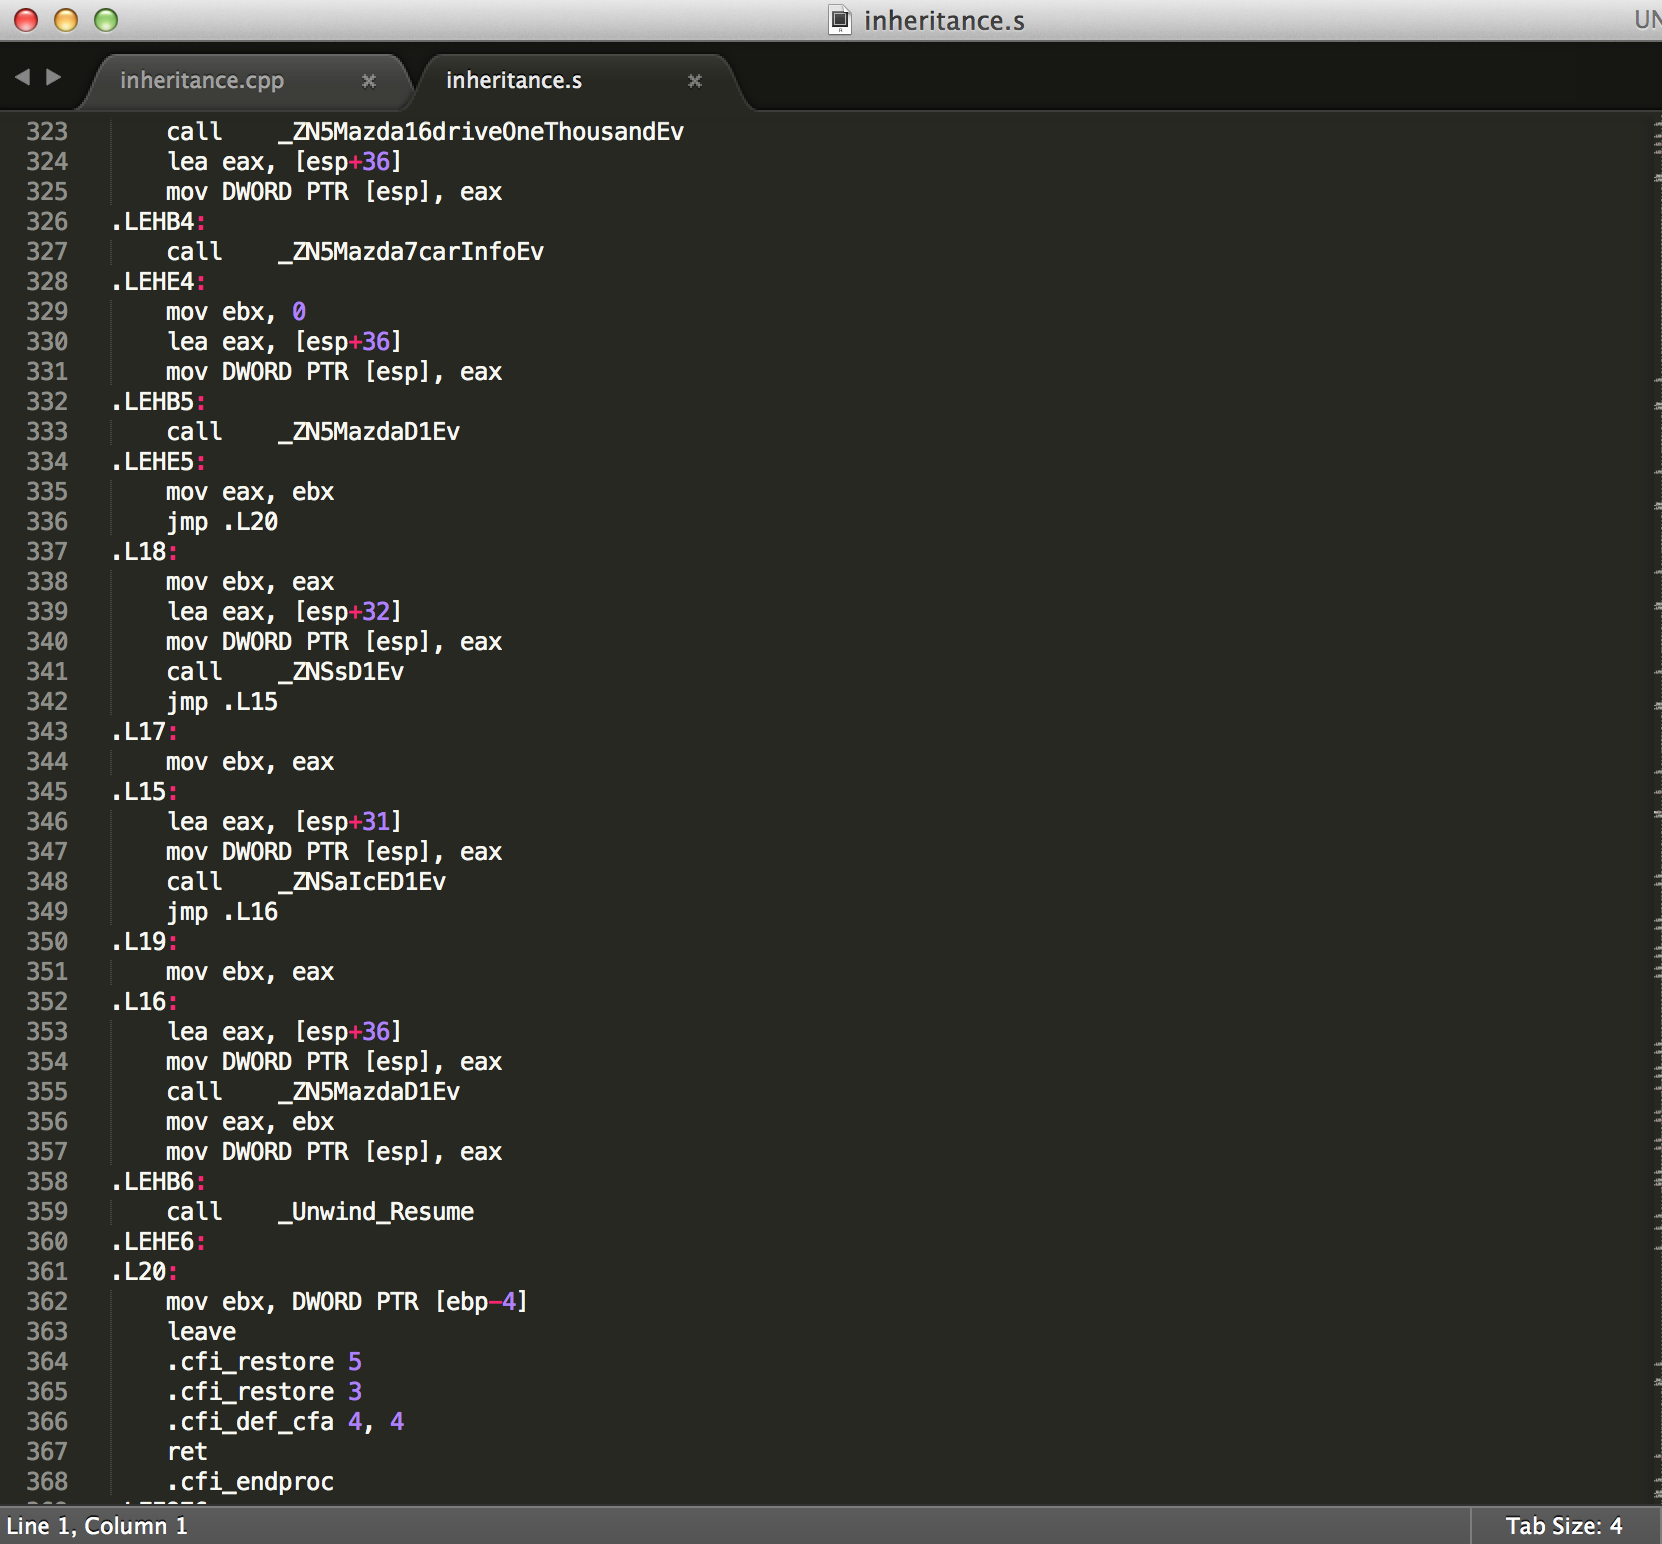 inheritance.s
UN
inheritance.cpp ×
inheritance.s ×
323 call _ZN5Mazda16driveOneThousandEv
324 lea eax, [esp+36]
325 mov DWORD PTR [esp], eax
326 .LEHB4:
327 call _ZN5Mazda7carInfoEv
328 .LEHE4:
329 mov ebx, 0
330 lea eax, [esp+36]
331 mov DWORD PTR [esp], eax
332 .LEHB5:
333 call _ZN5MazdaD1Ev
334 .LEHE5:
335 mov eax, ebx
336 jmp .L20
337 .L18:
338 mov ebx, eax
339 lea eax, [esp+32]
340 mov DWORD PTR [esp], eax
341 call _ZNSsD1Ev
342 jmp .L15
343 .L17:
344 mov ebx, eax
345 .L15:
346 lea eax, [esp+31]
347 mov DWORD PTR [esp], eax
348 call _ZNSaIcED1Ev
349 jmp .L16
350 .L19:
351 mov ebx, eax
352 .L16:
353 lea eax, [esp+36]
354 mov DWORD PTR [esp], eax
355 call _ZN5MazdaD1Ev
356 mov eax, ebx
357 mov DWORD PTR [esp], eax
358 .LEHB6:
359 call _Unwind_Resume
360 .LEHE6:
361 .L20:
362 mov ebx, DWORD PTR [ebp-4]
363 leave
364 .cfi_restore 5
365 .cfi_restore 3
366 .cfi_def_cfa 4, 4
367 ret
368 .cfi_endproc
Line 1, Column 1
Tab Size: 4